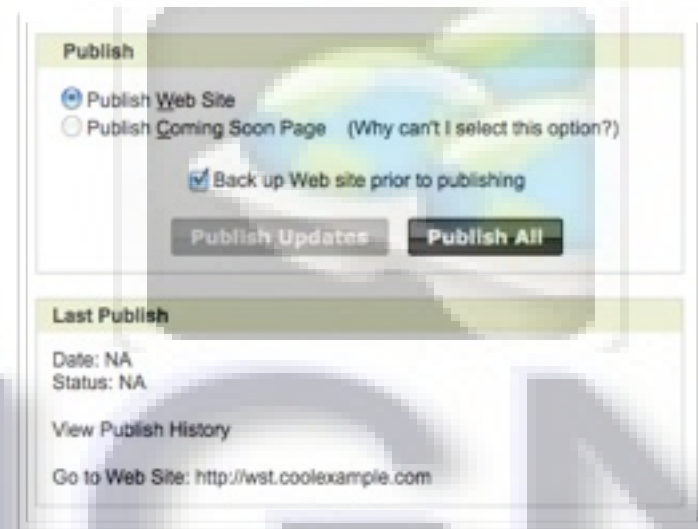 Publish
Publish Web Site
Publish Coming Soon Page (Why can't I select this option?)
Back up Web site prior to publishing
Publish Updates Publish All
Last Publish
Date: NA
Status: NA
View Publish History
Go to Web Site: http://wst.coolexample.com